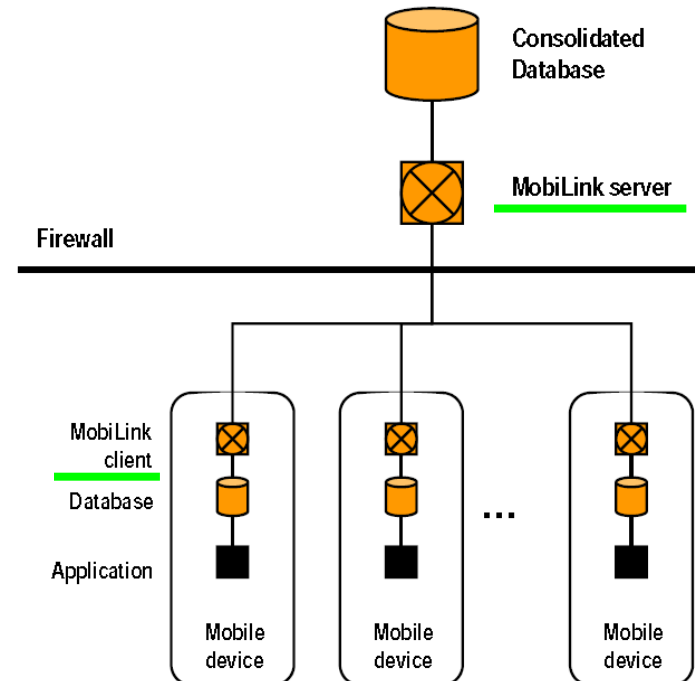 Consolidated
Database
MobiLink server
Firewall
MobiLink
client
Database
Application
...
Mobile
device
Mobile
device
Mobile
device